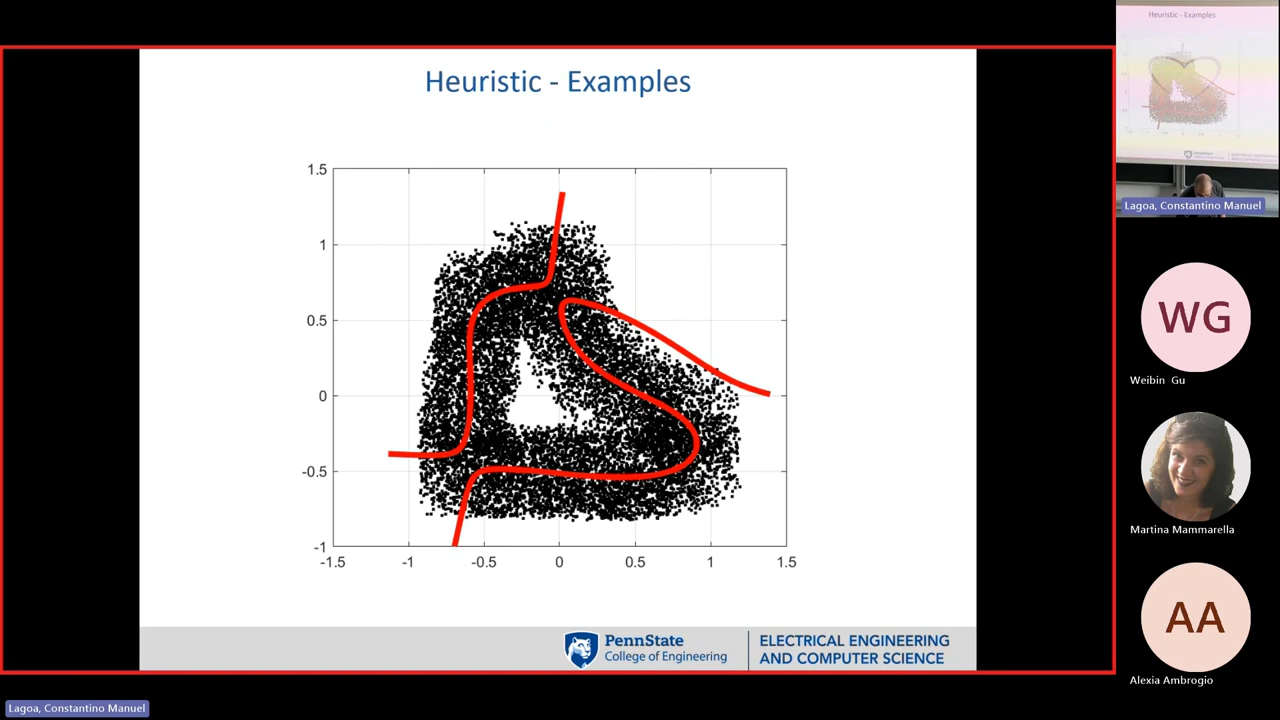 Heuristic - Examples
1.5
1
0.5
0
-0.5
-1
-1.5
-1
-0.5
0
0.5
1
1.5
PennState
College of Engineering
ELECTRICAL ENGINEERING
AND COMPUTER SCIENCE
Lagoa, Constantino Manuel
Heuristic - Examples
Lagoa, Constantino Manuel
WG
Weibin Gu
Martina Mammarella
AA
Alexia Ambrogio